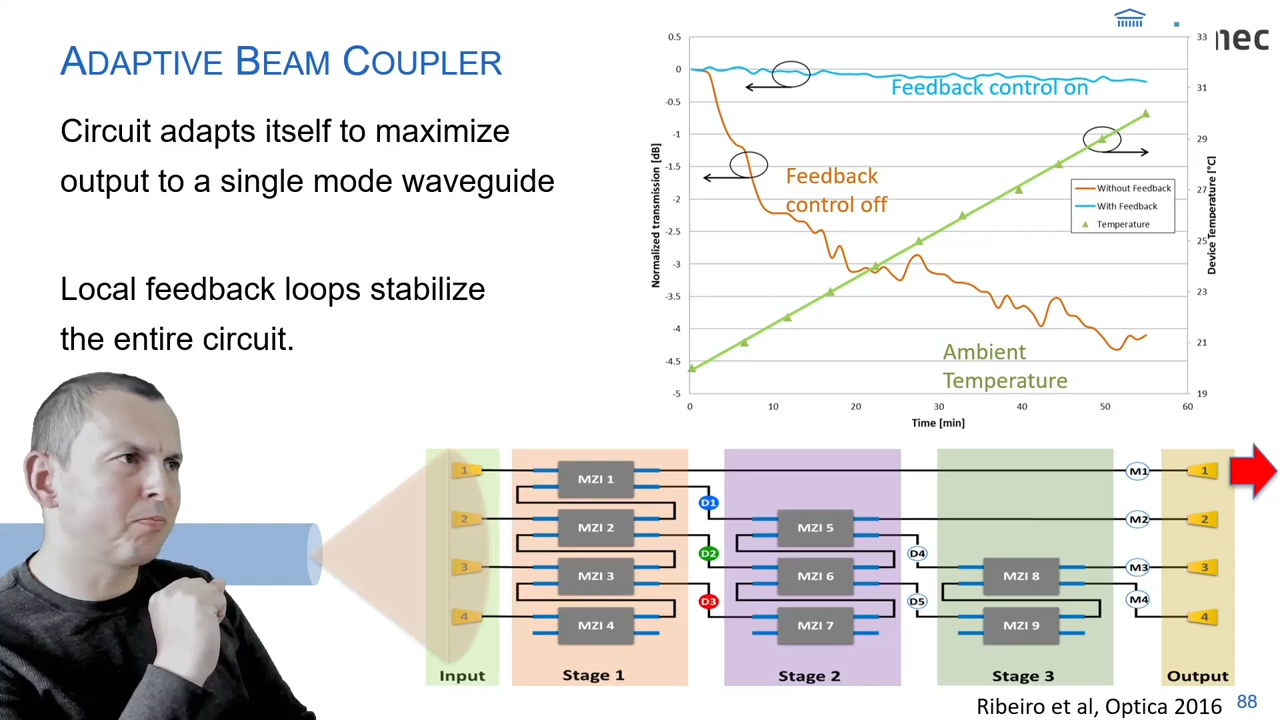 ADAPTIVE BEAM COUPLER
Circuit adapts itself to maximize
output to a single mode waveguide
Local feedback loops stabilize
the entire circuit.
nec
0.5
0
-0.5
-1
-1.5
-2
-2.5
-3
-3.5
-4
-4.5
-5
Normalized transmission [dB]
33
31
29
27
25
23
21
19
Device Temperature [°C]
0 10 20 30 40 50 60
Time [min]
Feedback control on
Feedback
control off
Ambient
Temperature
Without Feedback
With Feedback
Temperature
1
2
3
4
Input
MZI 1
MZI 2
MZI 3
MZI 4
Stage 1
D1
D2
D3
MZI 5
MZI 6
MZI 7
Stage 2
D4
D5
MZI 8
MZI 9
Stage 3
M1
M2
M3
M4
1
2
3
4
Output
Ribeiro et al, Optica 2016
88